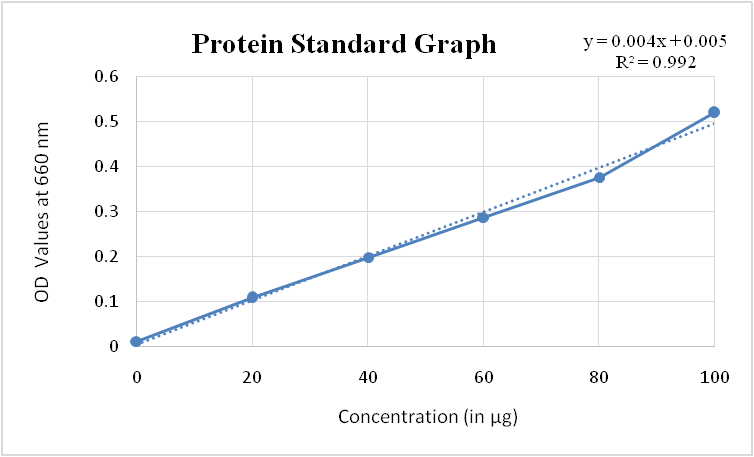 Protein Standard Graph
y = 0.004x + 0.005
R² = 0.992
0.6
0.5
0.4
0.3
0.2
0.1
0
OD Values at 660 nm
0 20 40 60 80 100
Concentration (in µg)